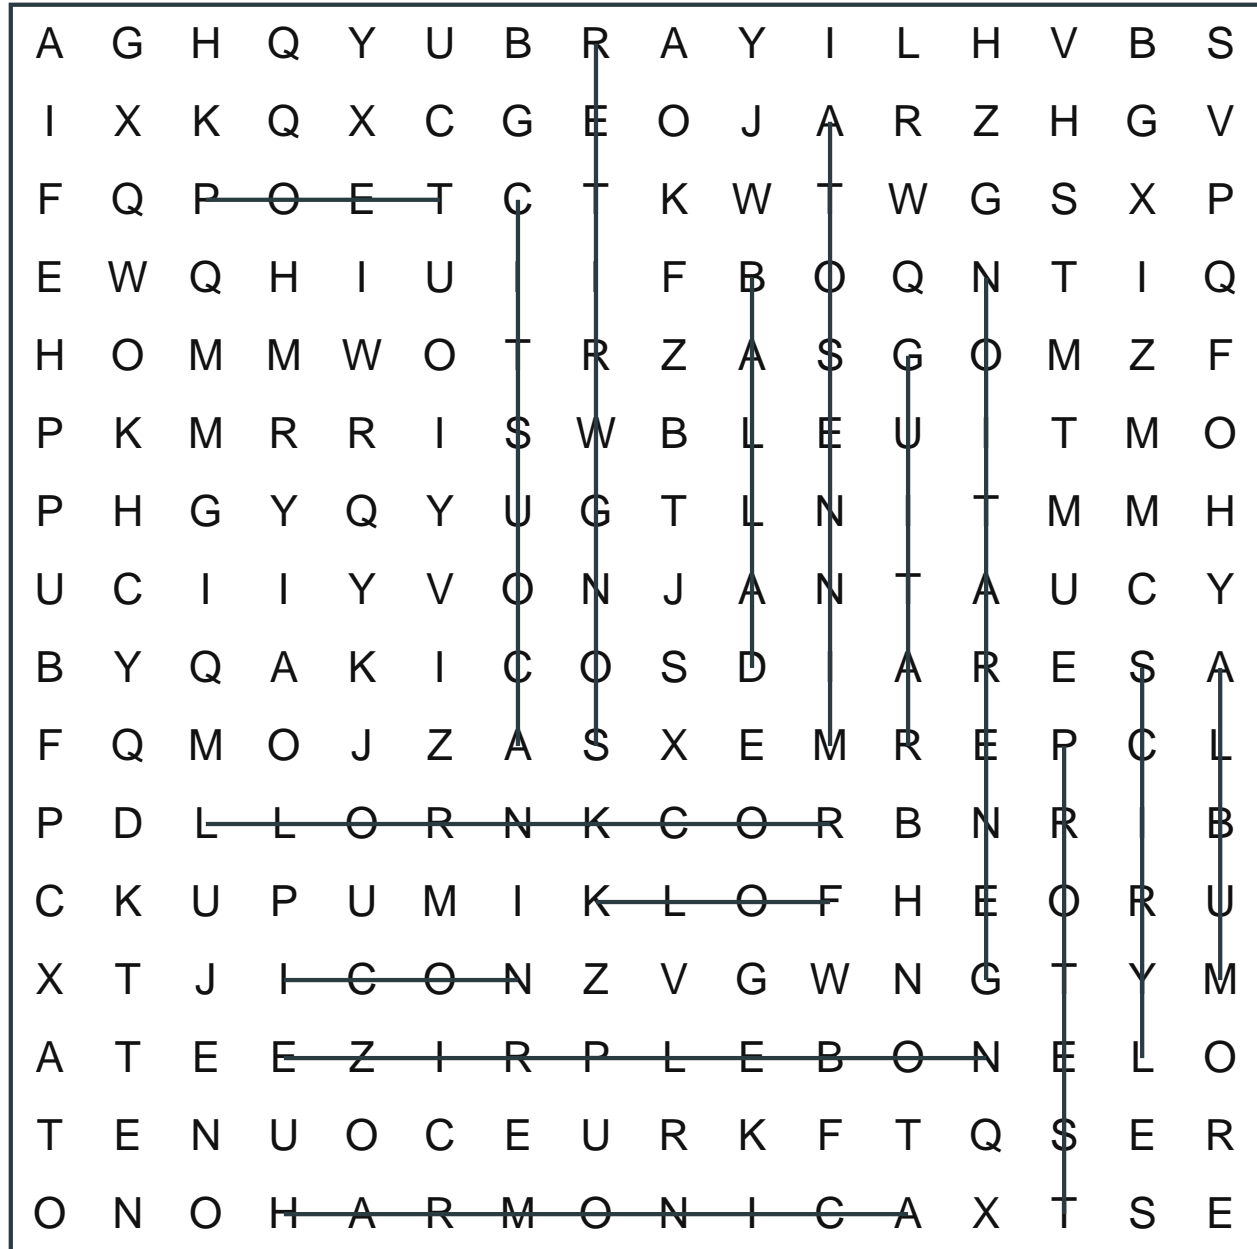 A G H Q Y U B R A Y I L H V B S
I X K Q X C G E O J A R Z H G V
F Q P O E T C T K W T W G S X P
E W Q H I U I I F B O Q N T I Q
H O M M W O T R Z A S G O M Z F
P K M R R I S W B L E U I T M O
P H G Y Q Y U G T L N I T M M H
U C I I Y V O N J A N T A U C Y
B Y Q A K I C O S D I A R E S A
F Q M O J Z A S X E M R E P C L
P D L L O R N K C O R B N R I B
C K U P U M I K L O F H E O R U
X T J I C O N Z V G W N G T Y M
A T E E Z I R P L E B O N E L O
T E N U O C E U R K F T Q S E R
O N O H A R M O N I C A X T S E